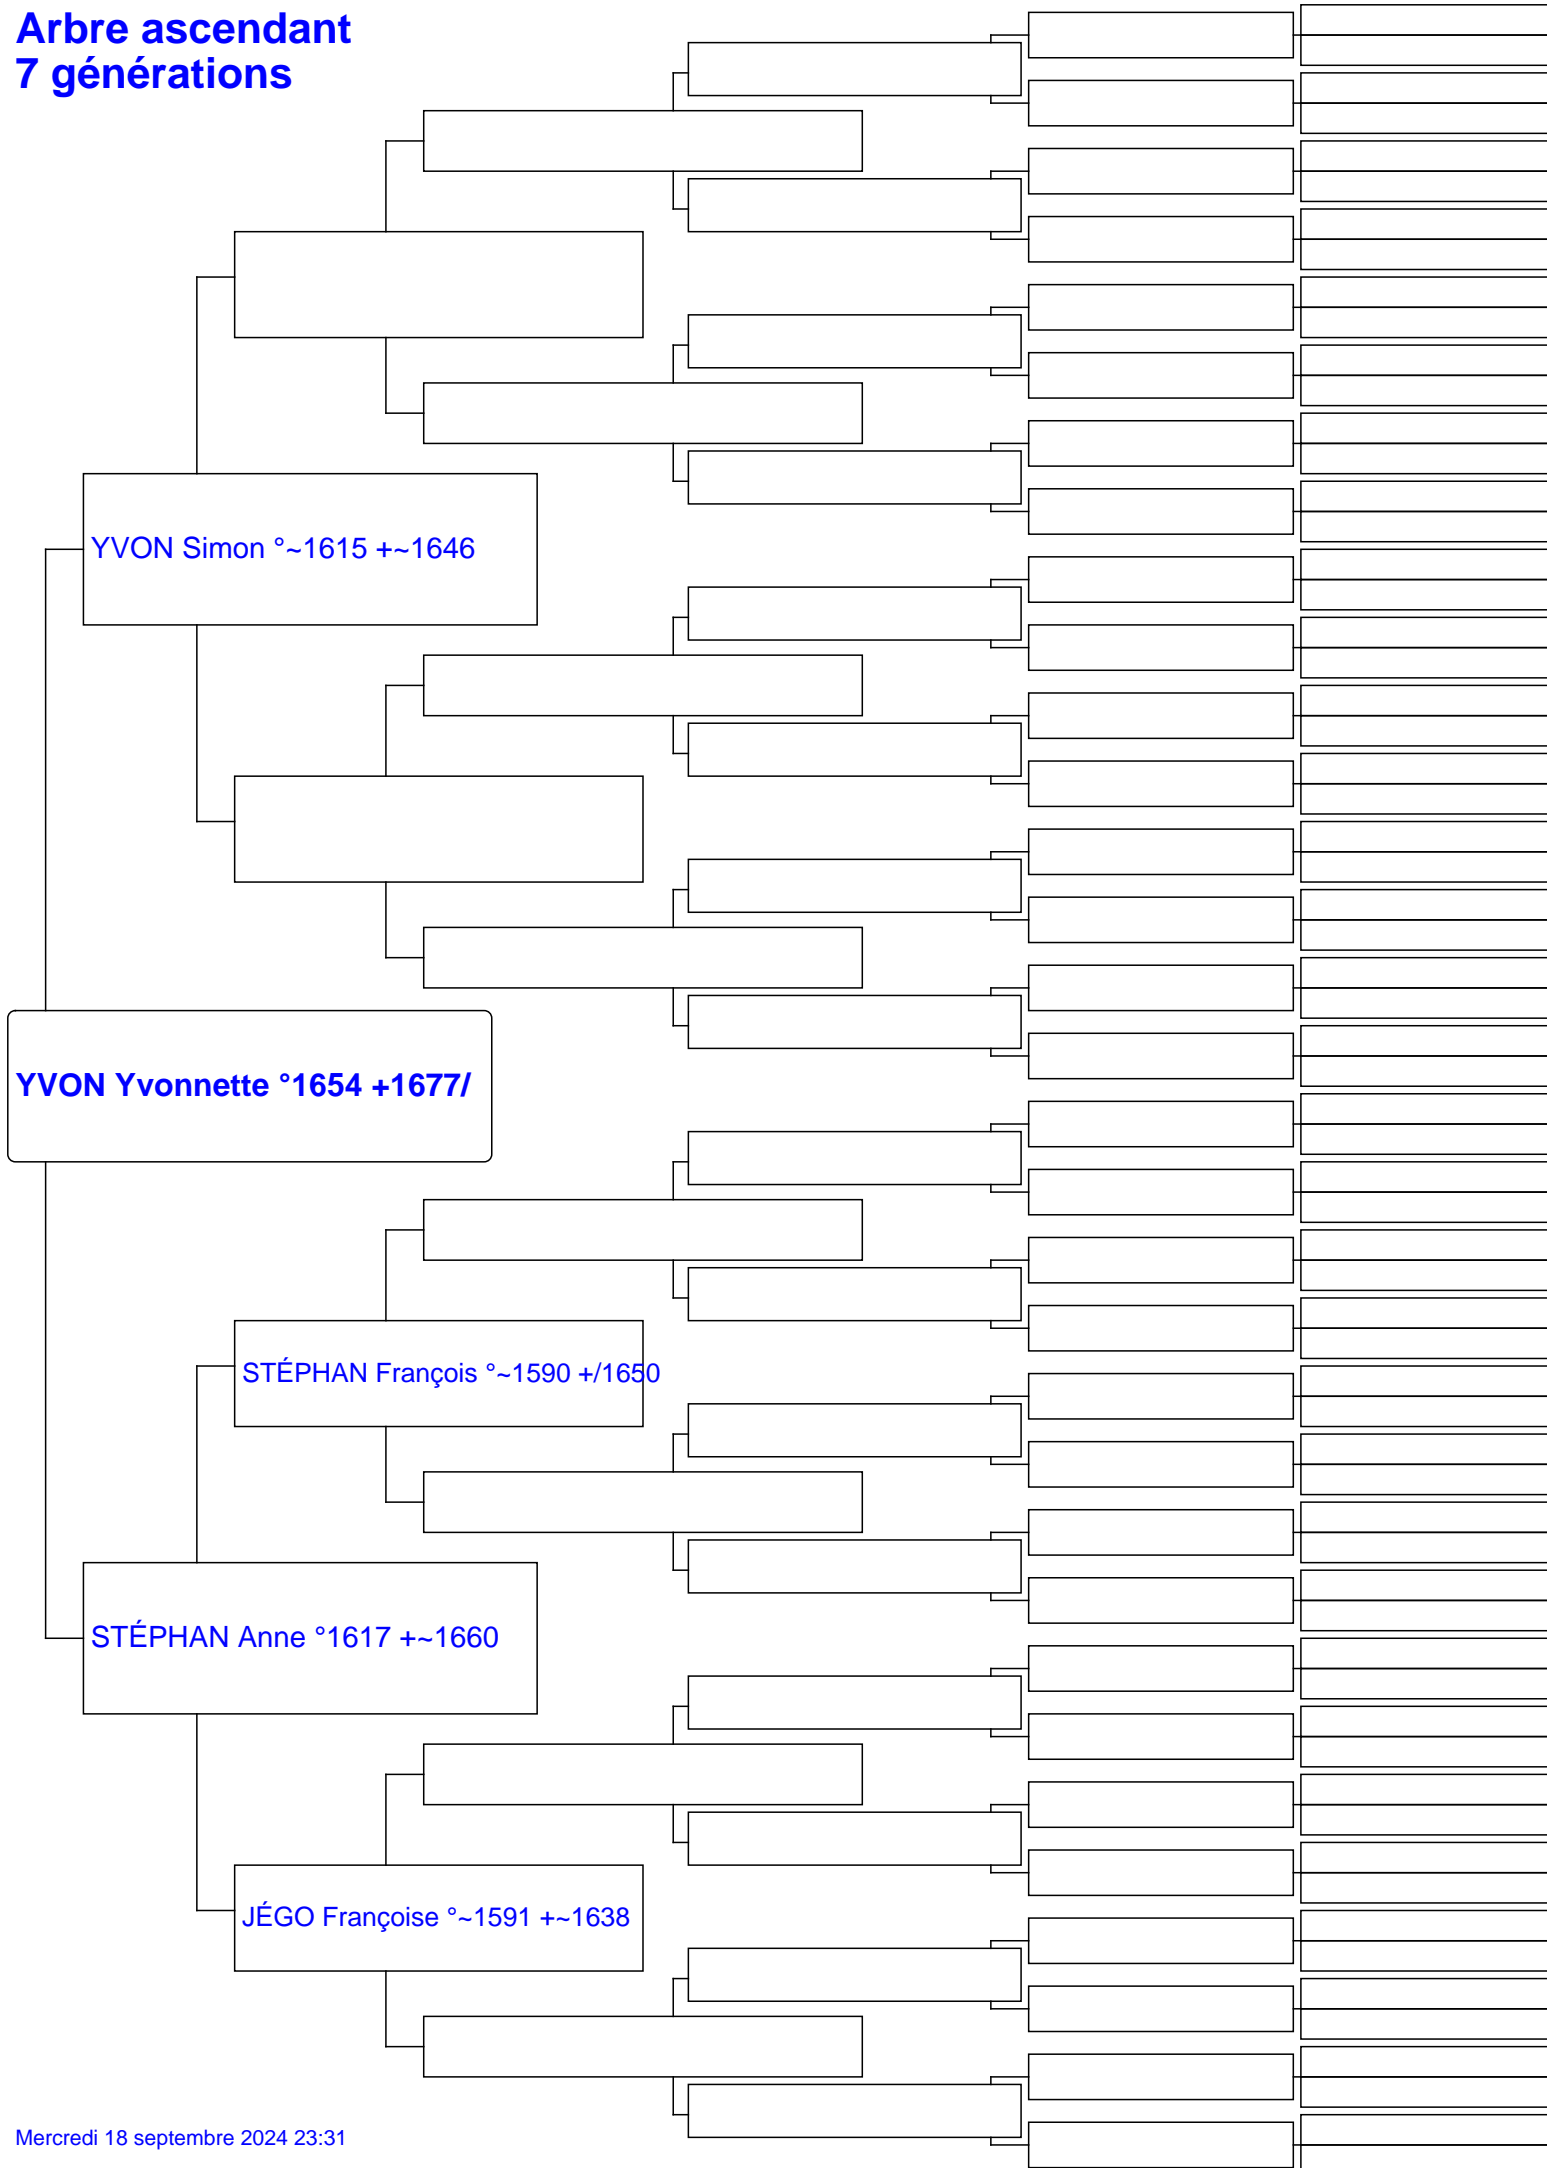 Arbre ascendant
7 générations
YVON Simon °~1615 +~1646
YVON Yvonnette °1654 +1677/
STÉPHAN François °~1590 +/1650
STÉPHAN Anne °1617 +~1660
JÉGO Françoise °~1591 +~1638
Mercredi 18 septembre 2024 23:31